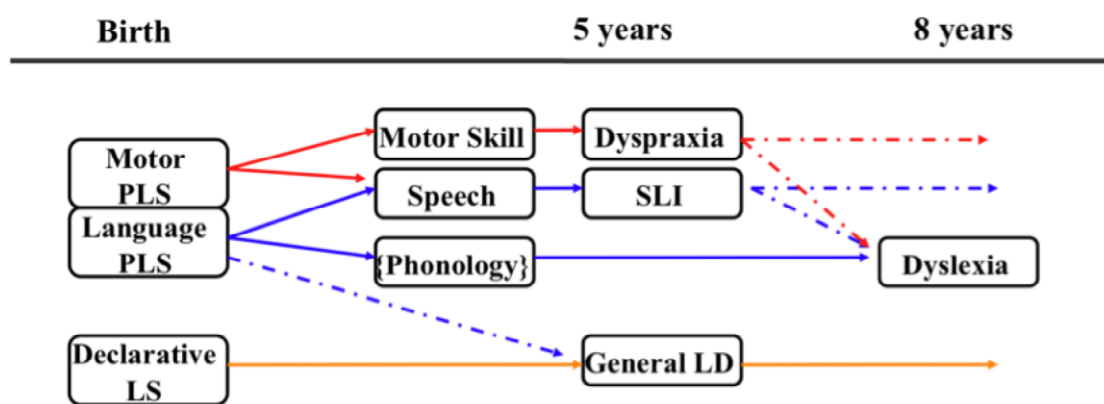 Birth
5 years
8 years
Motor Skill
Dyspraxia
Motor
PLS
Speech
SLI
Language
PLS
{Phonology}
Dyslexia
Declarative
LS
General LD